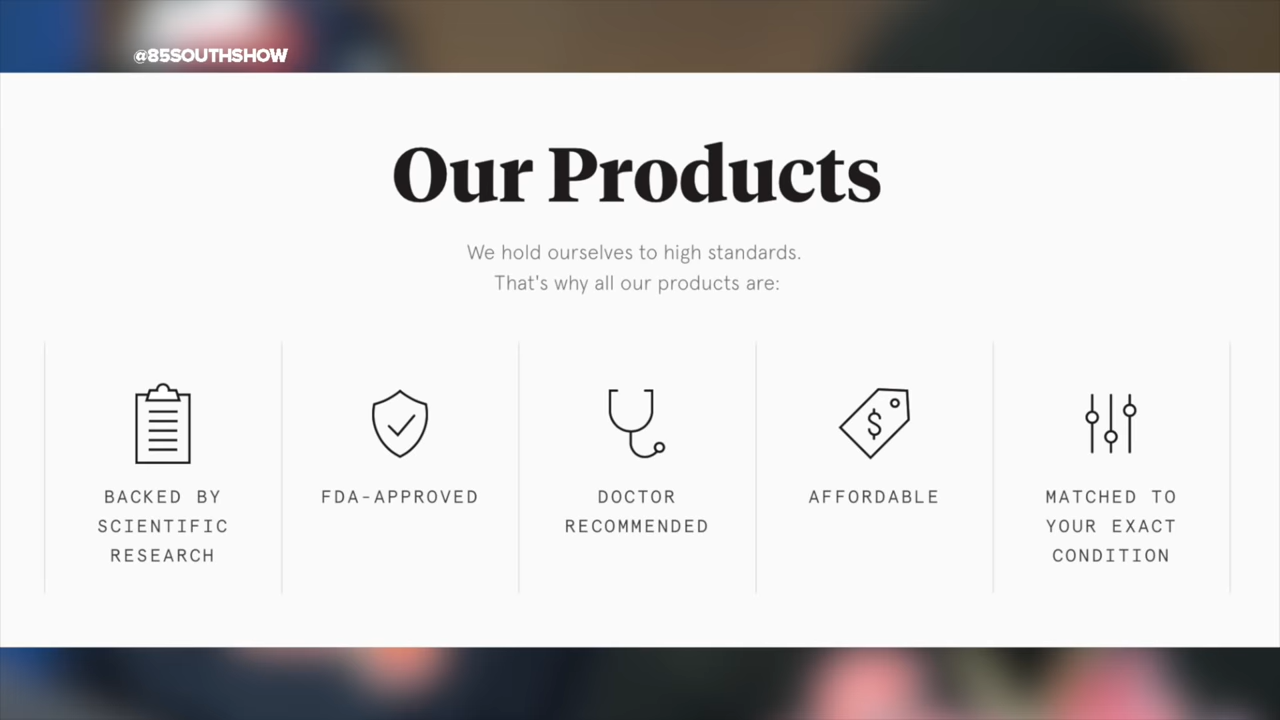 @85SOUTHSHOW
Our Products
We hold ourselves to high standards.
That's why all our products are:
BACKED BY
SCIENTIFIC
RESEARCH
FDA-APPROVED
DOCTOR
RECOMMENDED
AFFORDABLE
MATCHED TO
YOUR EXACT
CONDITION